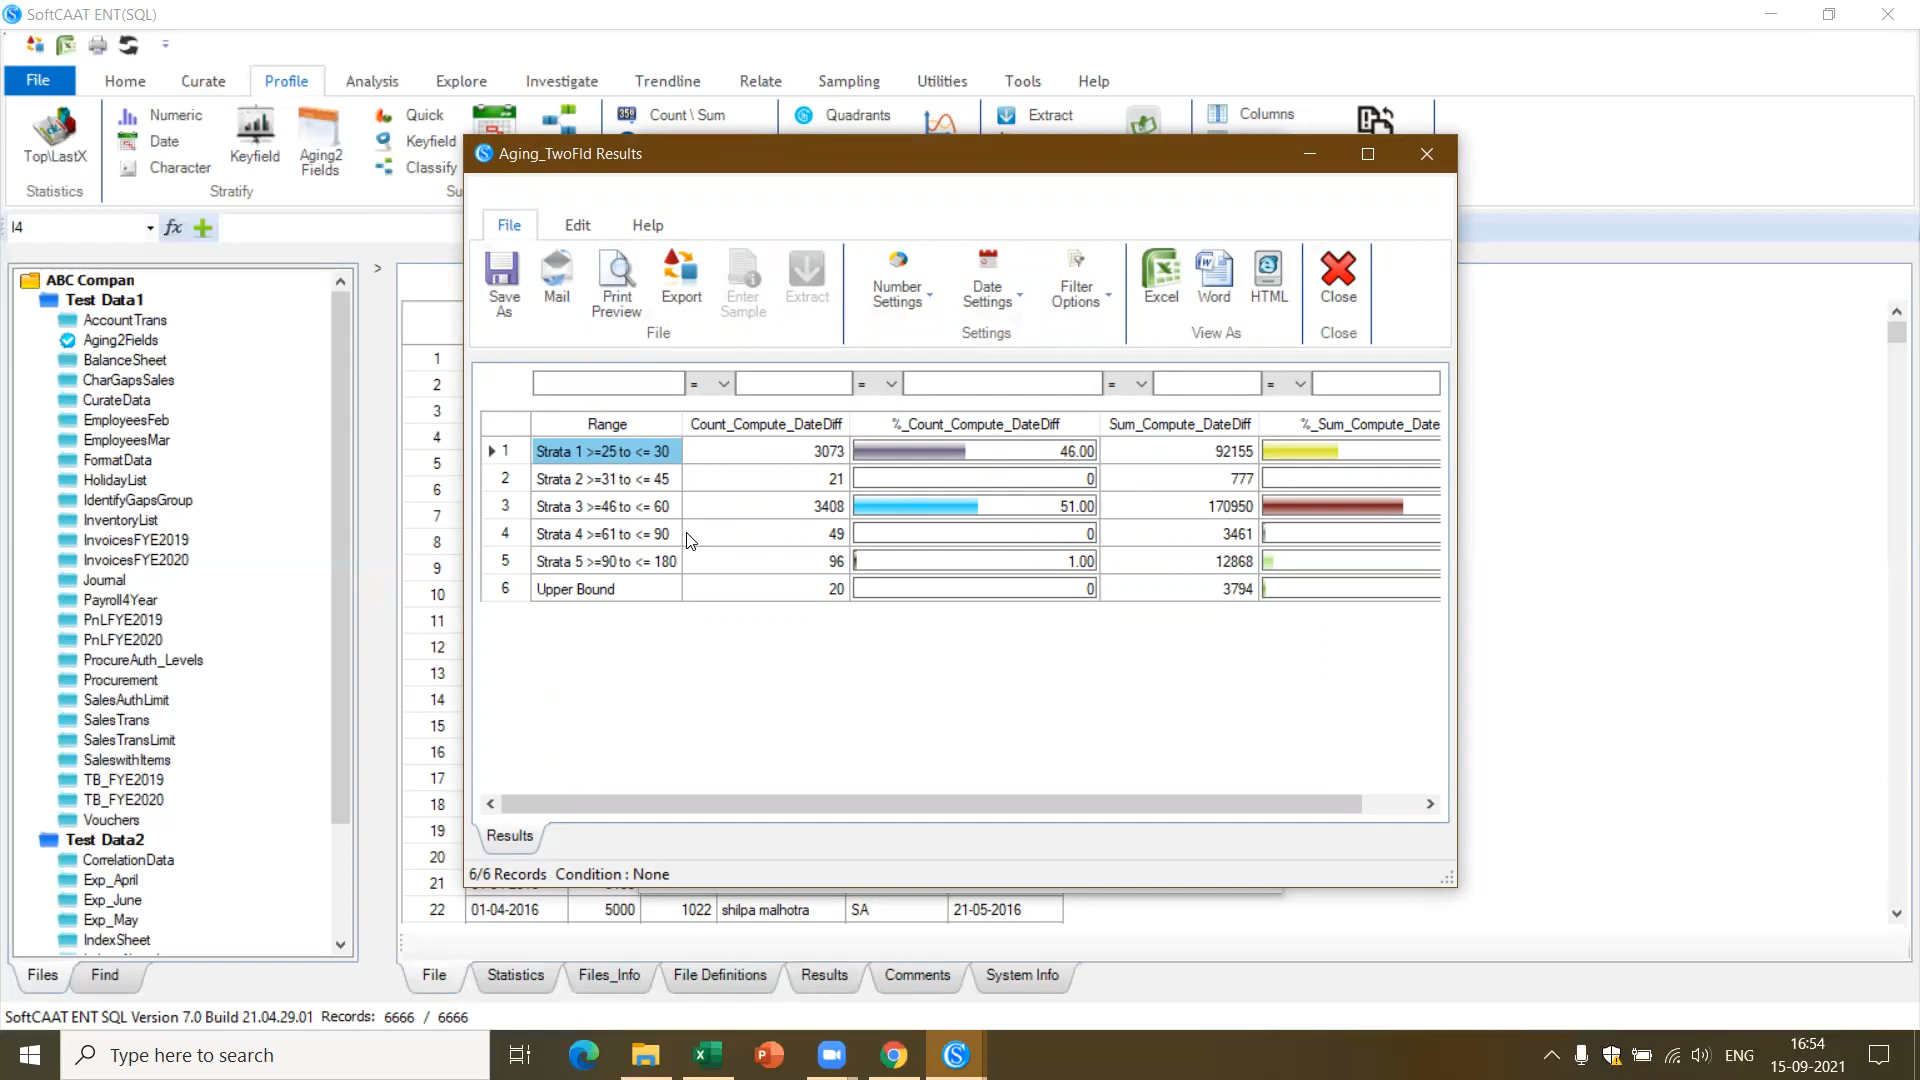 SoftCAAT ENT(SQL)
File Home Curate Profile Analysis Explore Investigate Trendline Relate Sampling Utilities Tools Help
Top\LastX
Statistics
Numeric
Date
Character
Keyfield
Aging2
Fields
Stratify
Quick
Keyfield
Classify
Su
Count \ Sum
Quadrants
Extract
Columns
I4
fx
ABC Compan
Test Data1
AccountTrans
Aging2Fields
BalanceSheet
CharGapsSales
CurateData
EmployeesFeb
EmployeesMar
FormatData
HolidayList
IdentifyGapsGroup
InventoryList
InvoicesFYE2019
InvoicesFYE2020
Journal
Payroll4Year
PnLFYE2019
PnLFYE2020
ProcureAuth_Levels
Procurement
SalesAuthLimit
SalesTrans
SalesTransLimit
SaleswithItems
TB_FYE2019
TB_FYE2020
Vouchers
Test Data2
CorrelationData
Exp_April
Exp_June
Exp_May
IndexSheet
Files Find
1
2
3
4
5
6
7
8
9
10
11
12
13
14
15
16
17
18
19
20
21
22 01-04-2016 5000 1022 shilpa malhotra SA 21-05-2016
Aging_TwoFld Results
File Edit Help
Save As
Mail
Print Preview
Export
Enter Sample
Extract
File
Number Settings
Date Settings
Filter Options
Settings
Excel
Word
HTML
View As
Close
Close
= = = =
Range Count_Compute_DateDiff %_Count_Compute_DateDiff Sum_Compute_DateDiff %_Sum_Compute_Date
1 Strata 1 >=25 to <= 30 3073 46.00 92155
2 Strata 2 >=31 to <= 45 21 0 777
3 Strata 3 >=46 to <= 60 3408 51.00 170950
4 Strata 4 >=61 to <= 90 49 0 3461
5 Strata 5 >=90 to <= 180 96 1.00 12868
6 Upper Bound 20 0 3794
Results
6/6 Records Condition : None
File Statistics Files_Info File Definitions Results Comments System Info
SoftCAAT ENT SQL Version 7.0 Build 21.04.29.01 Records: 6666 / 6666
Type here to search
ENG
16:54
15-09-2021